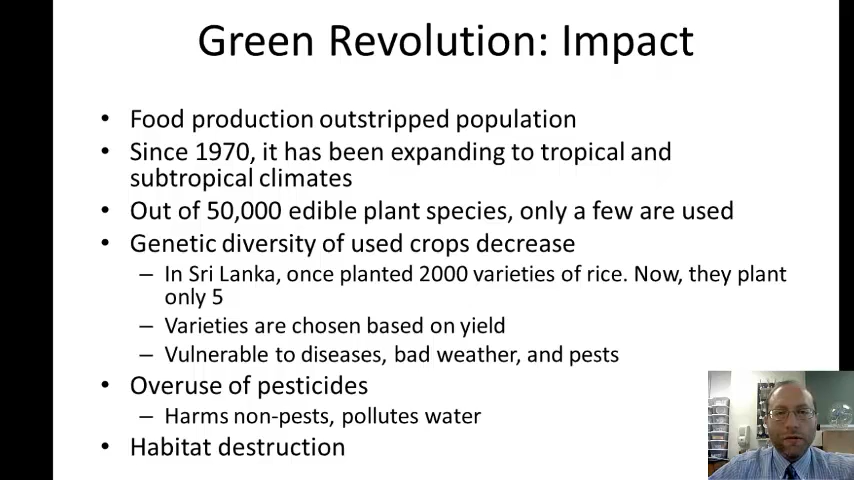 Green Revolution: Impact
• Food production outstripped population
• Since 1970, it has been expanding to tropical and
subtropical climates
• Out of 50,000 edible plant species, only a few are used
• Genetic diversity of used crops decrease
– In Sri Lanka, once planted 2000 varieties of rice. Now, they plant
only 5
– Varieties are chosen based on yield
– Vulnerable to diseases, bad weather, and pests
• Overuse of pesticides
– Harms non-pests, pollutes water
• Habitat destruction